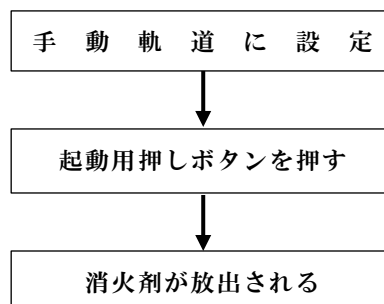 手動軌道に設定
起動用押しボタンを押す
消火剤が放出される